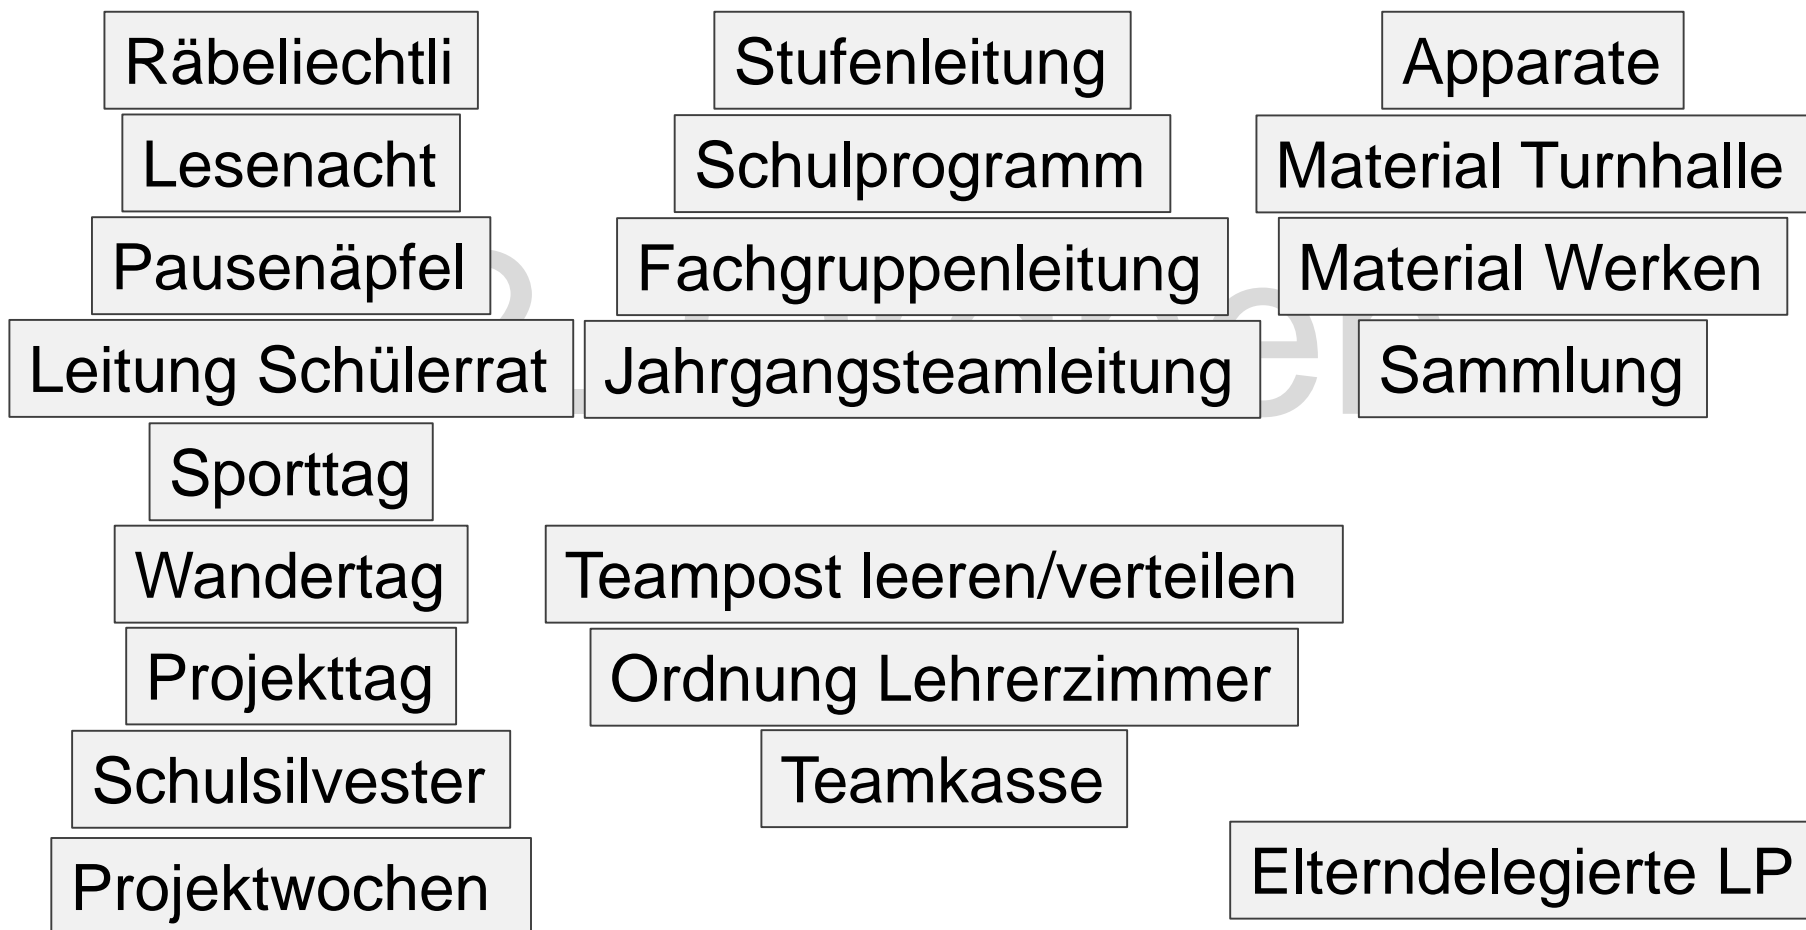 Räbeliechtli
Lesenacht
Pausenäpfel
Leitung Schülerrat
Sporttag
Wandertag
Projekttag
Schulsilvester
Projektwochen
Stufenleitung
Schulprogramm
Fachgruppenleitung
Jahrgangsteamleitung
Teampost leeren/verteilen
Ordnung Lehrerzimmer
Teamkasse
Apparate
Material Turnhalle
Material Werken
Sammlung
Elterndelegierte LP